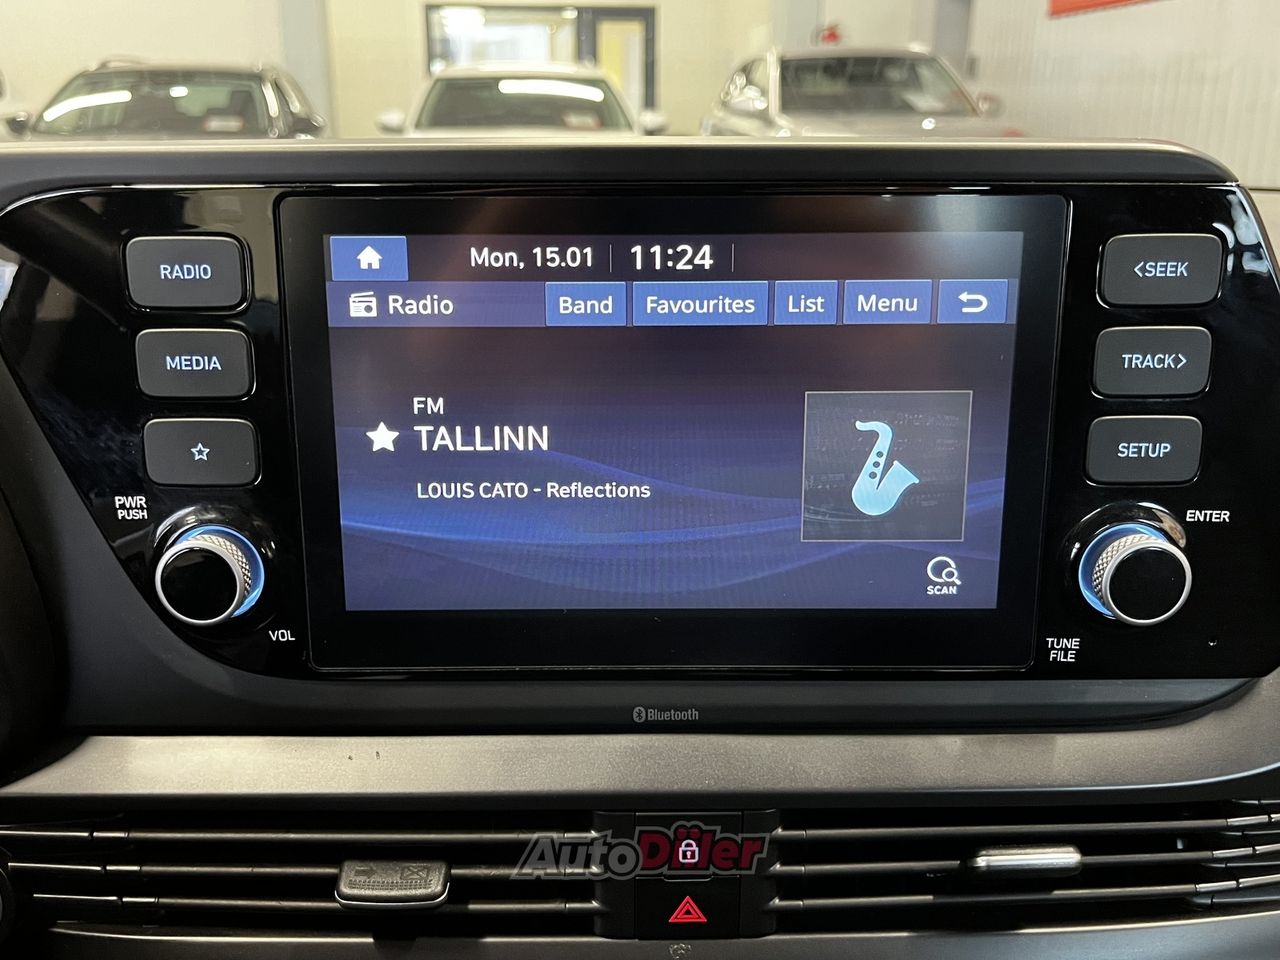 Mon, 15.01
11:24
RADIO
<SEEK
Radio
Band
Favourites
List
Menu
MEDIA
TRACK>
FM
TALLINN
SETUP
LOUIS CATO - Reflections
PWR
PUSH
ENTER
SCAN
VOL
TUNE
FILE
Bluetooth
AutoDiiler